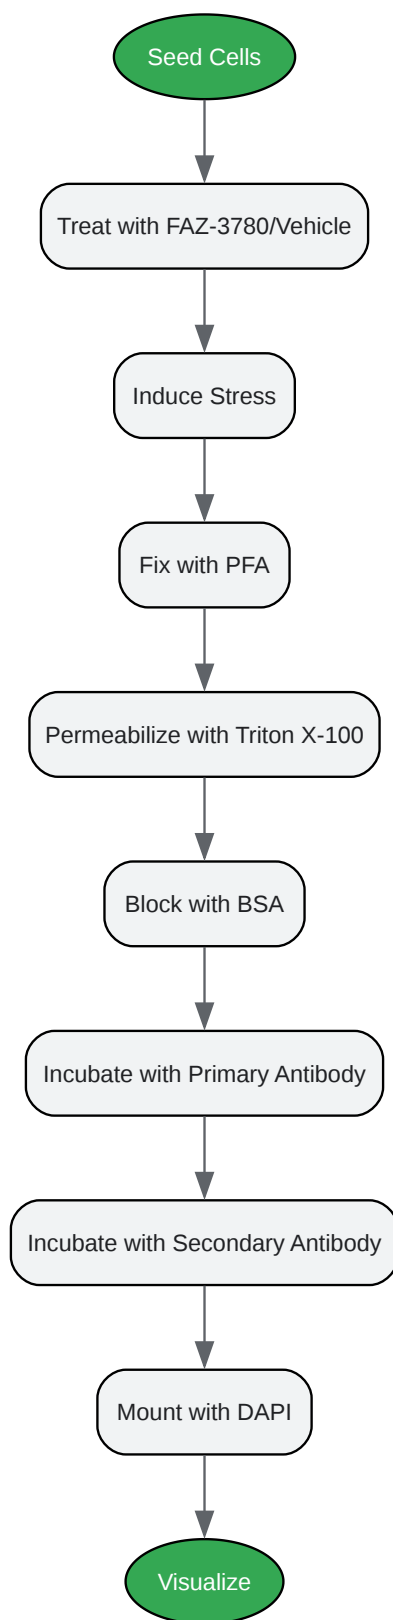 Seed Cells
Treat with FAZ-3780/Vehicle
Induce Stress
Fix with PFA
Permeabilize with Triton X-100
Block with BSA
Incubate with Primary Antibody
Incubate with Secondary Antibody
Mount with DAPI
Visualize